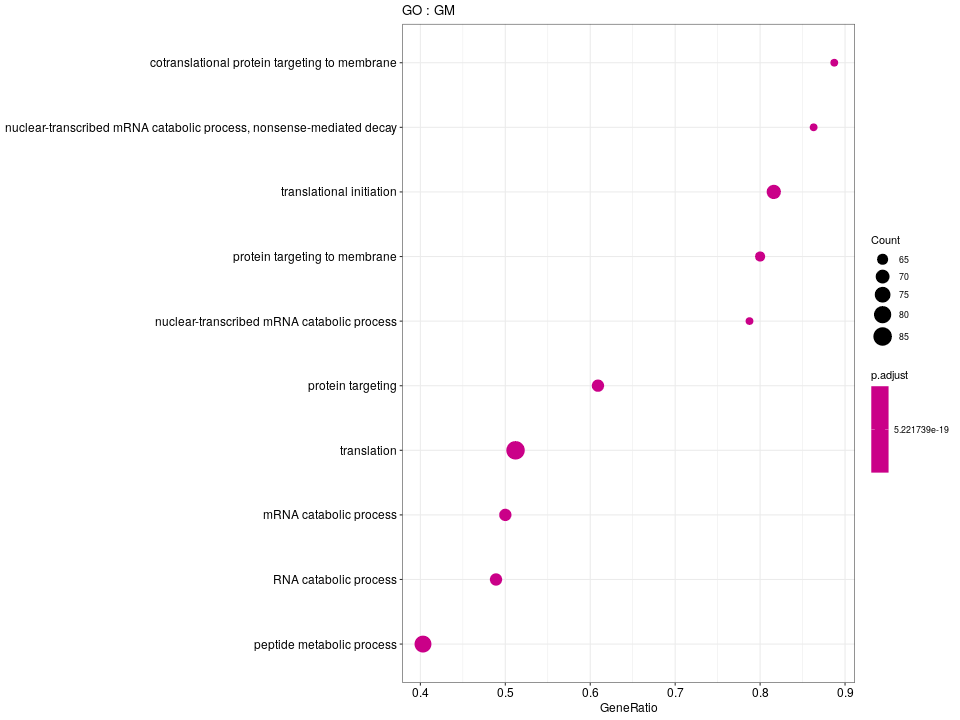 GO : GM
cotranslational protein targeting to membrane
nuclear-transcribed mRNA catabolic process, nonsense-mediated decay
translational initiation
protein targeting to membrane
nuclear-transcribed mRNA catabolic process
protein targeting
translation
mRNA catabolic process
RNA catabolic process
peptide metabolic process
0.4 0.5 0.6 0.7 0.8 0.9
GeneRatio
Count
65
70
75
80
85
p.adjust
5.221739e-19